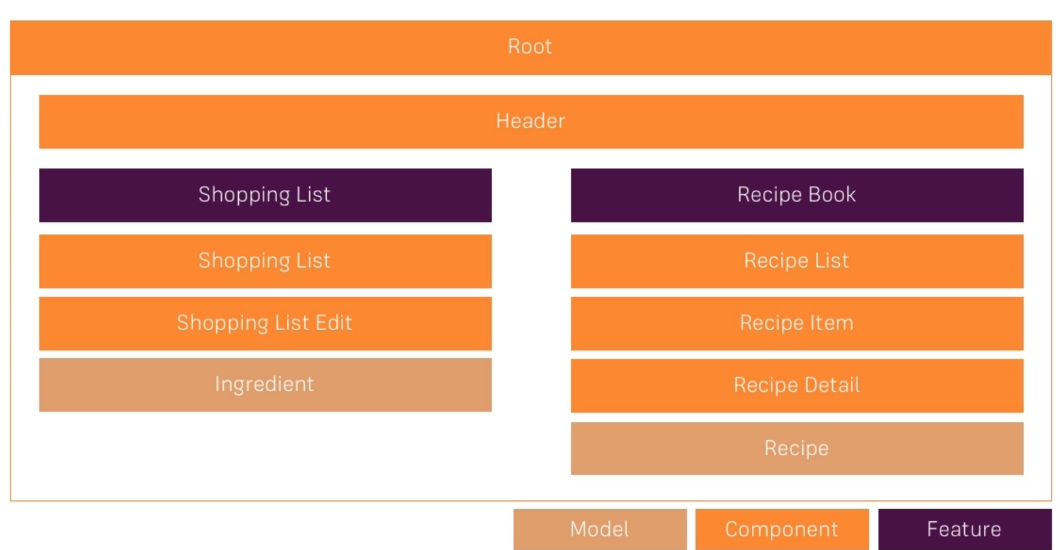 Root
Header
Shopping List
Recipe Book
Shopping List
Recipe List
Shopping List Edit
Recipe Item
Ingredient
Recipe Detail
Recipe
Model
Component
Feature